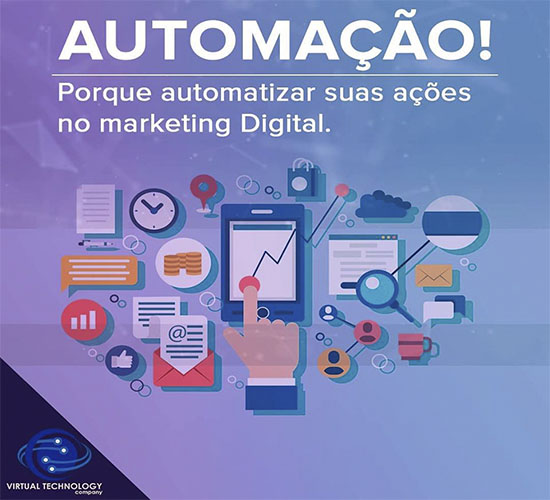 AUTOMAÇÃO!
Porque automatizar suas ações
no marketing Digital.
@
VIRTUAL TECHNOLOGY
company